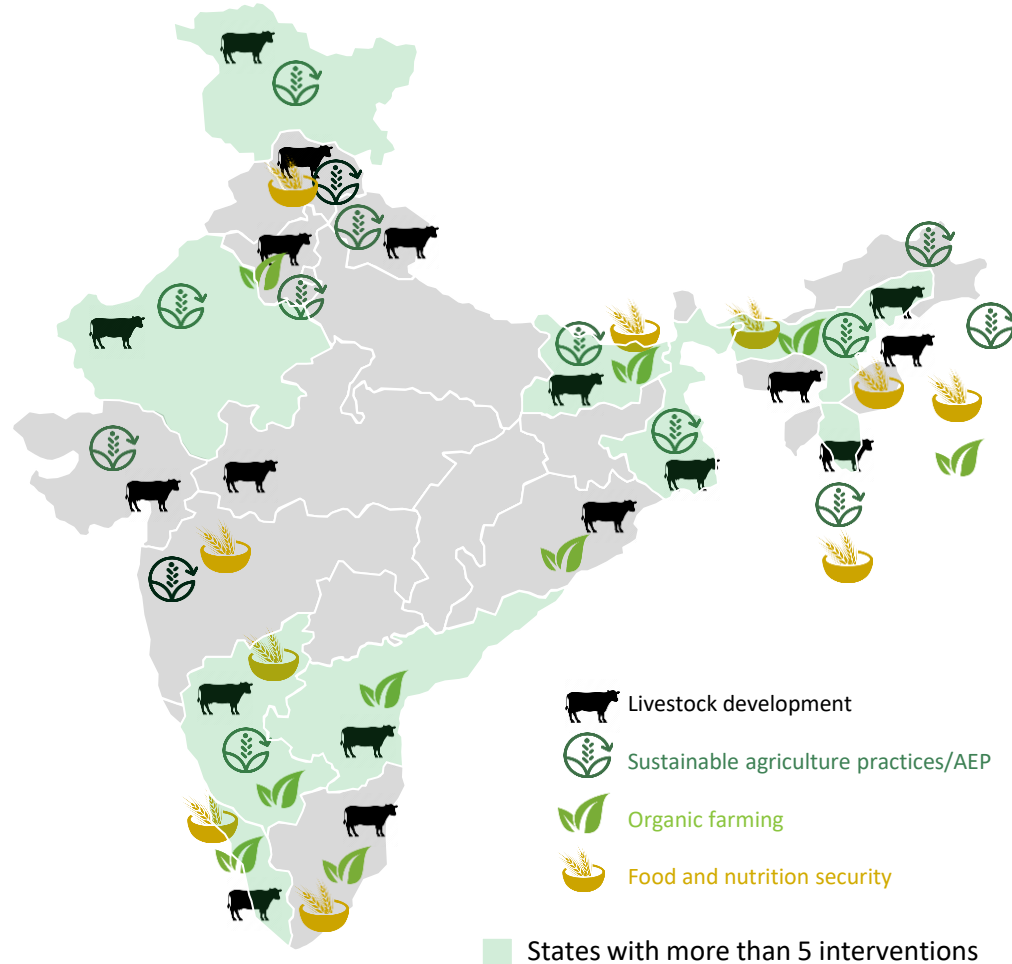 Livestock development
Sustainable agriculture practices/AEP
Organic farming
Food and nutrition security
States with more than 5 interventions